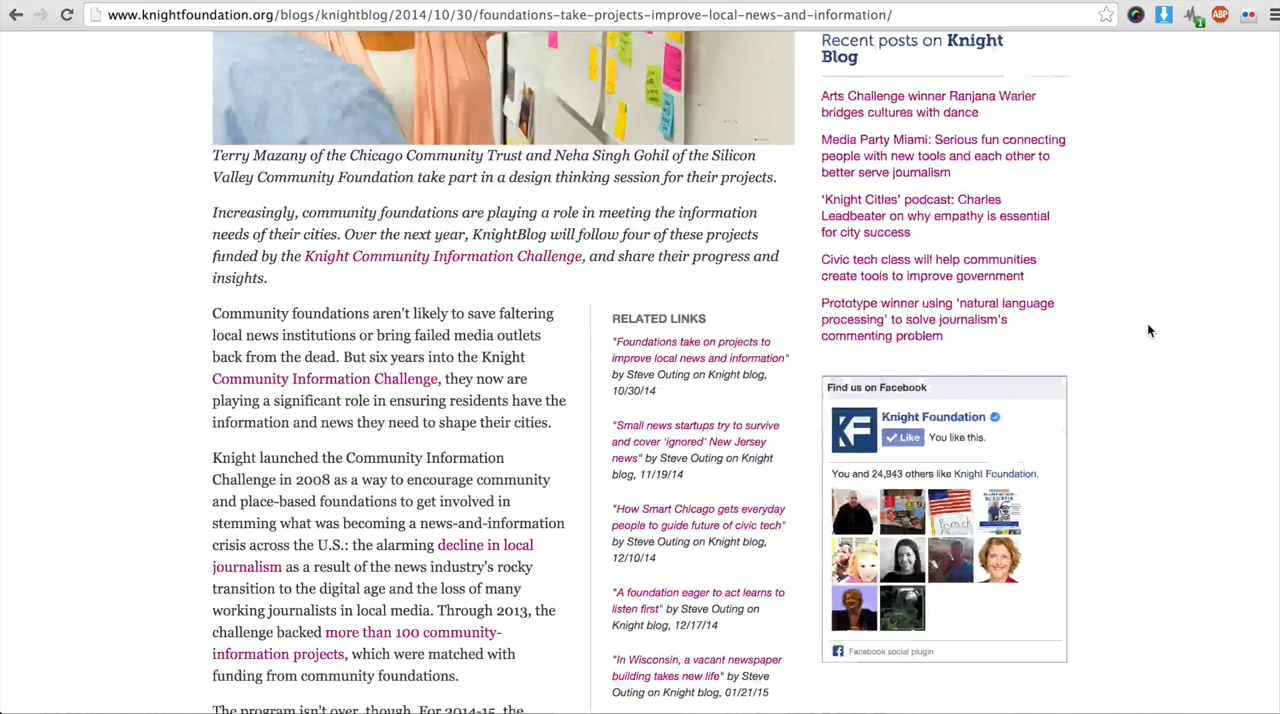 www.knightfoundation.org/blogs/knightblog/2014/10/30/foundations-take-projects-improve-local-news-and-information/
1
ABP
Terry Mazany of the Chicago Community Trust and Neha Singh Gohil of the Silicon
Valley Community Foundation take part in a design thinking session for their projects.
Increasingly, community foundations are playing a role in meeting the information
needs of their cities. Over the next year, KnightBlog will follow four of these projects
funded by the Knight Community Information Challenge, and share their progress and
insights.
Community foundations aren't likely to save faltering
local news institutions or bring failed media outlets
back from the dead. But six years into the Knight
Community Information Challenge, they now are
playing a significant role in ensuring residents have the
information and news they need to shape their cities.
Knight launched the Community Information
Challenge in 2008 as a way to encourage community
and place-based foundations to get involved in
stemming what was becoming a news-and-information
crisis across the U.S.: the alarming decline in local
journalism as a result of the news industry's rocky
transition to the digital age and the loss of many
working journalists in local media. Through 2013, the
challenge backed more than 100 community-
information projects, which were matched with
funding from community foundations.
The program isn't over, though. For 2014-15, the
RELATED LINKS
"Foundations take on projects to
improve local news and information"
by Steve Outing on Knight blog,
10/30/14
"Small news startups try to survive
and cover 'ignored' New Jersey
news" by Steve Outing on Knight
blog, 11/19/14
"How Smart Chicago gets everyday
people to guide future of civic tech"
by Steve Outing on Knight blog,
12/10/14
"A foundation eager to act learns to
listen first" by Steve Outing on
Knight blog, 12/17/14
"In Wisconsin, a vacant newspaper
building takes new life" by Steve
Outing on Knight blog, 01/21/15
Recent posts on Knight
Blog
Arts Challenge winner Ranjana Warier
bridges cultures with dance
Media Party Miami: Serious fun connecting
people with new tools and each other to
better serve journalism
‘Knight Cities’ podcast: Charles
Leadbeater on why empathy is essential
for city success
Civic tech class will help communities
create tools to improve government
Prototype winner using ‘natural language
processing’ to solve journalism's
commenting problem
Find us on Facebook
Knight Foundation
Like You like this.
You and 24,943 others like Knight Foundation.
Facebook social plugin